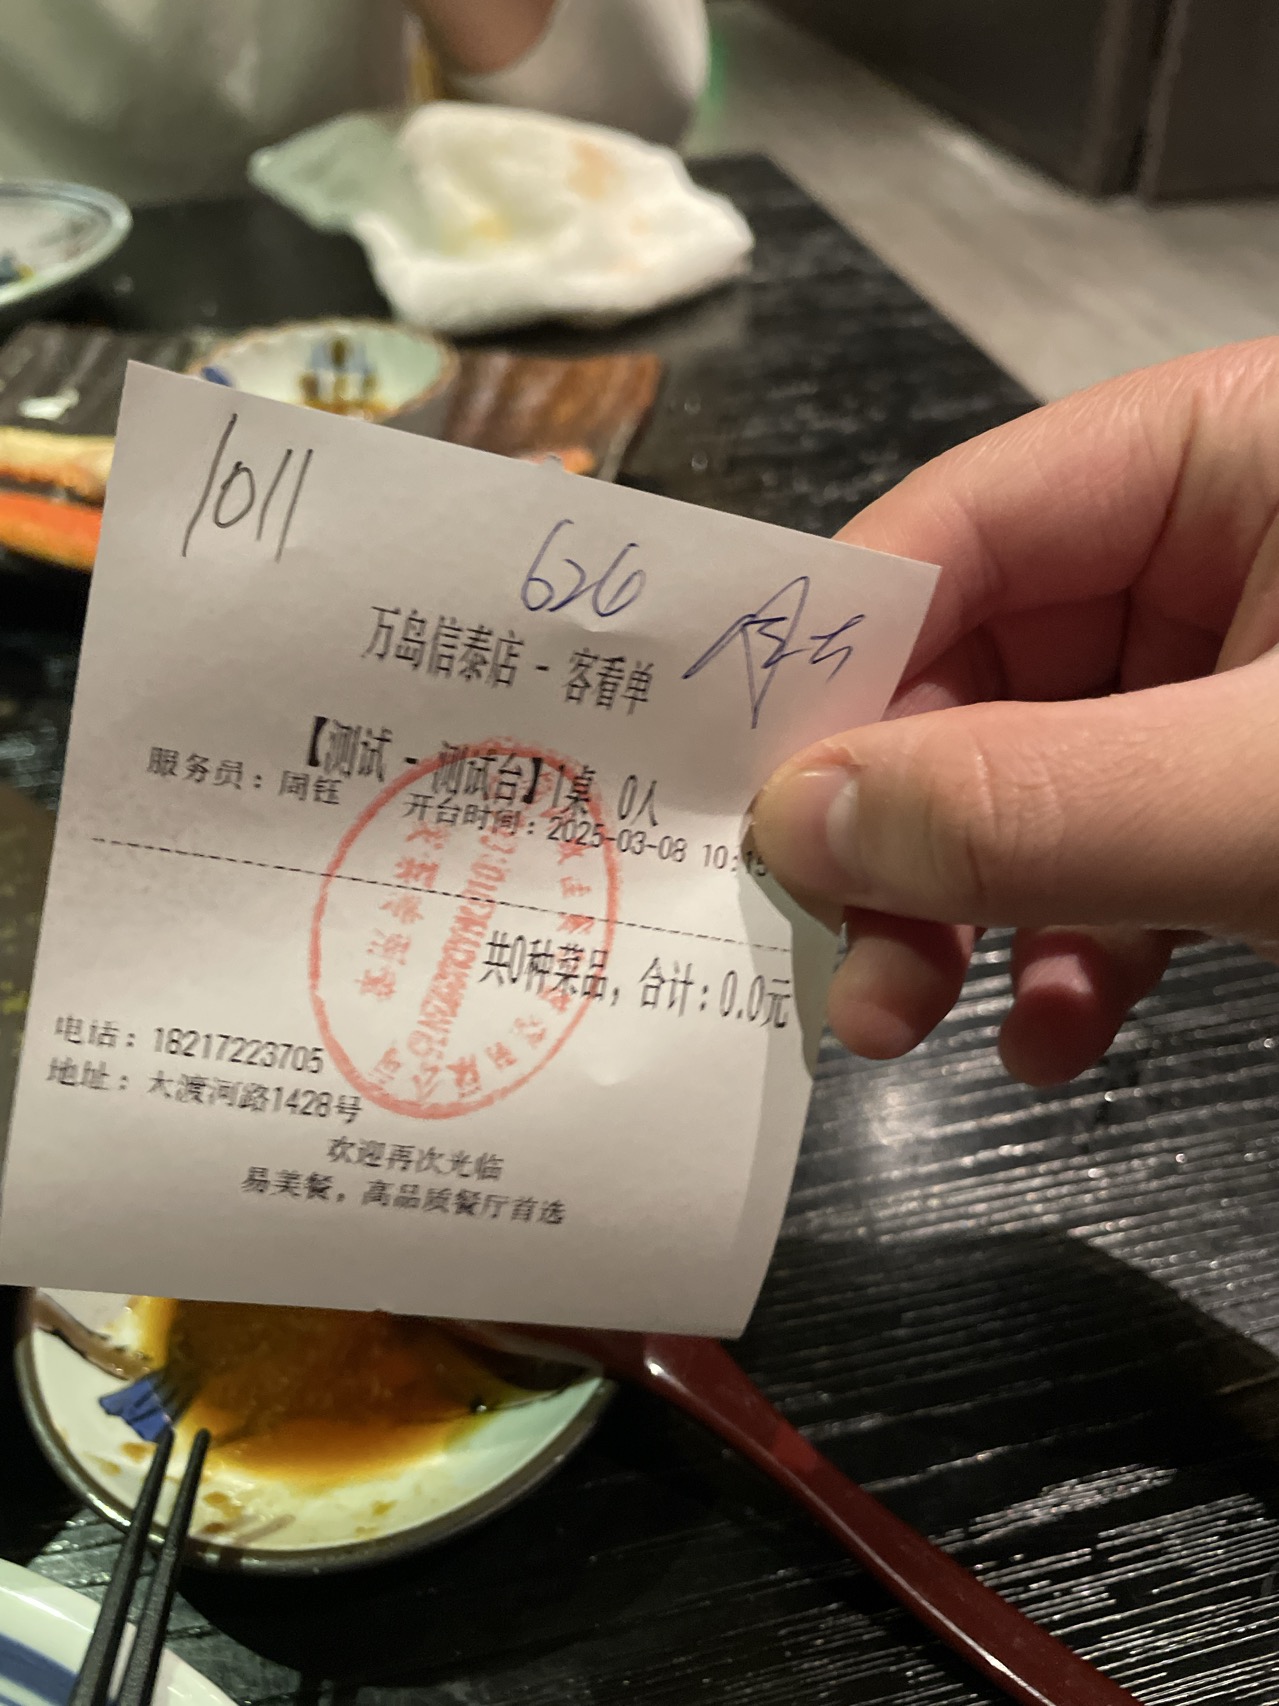 1011
626
万岛信泰店 - 客看单
【测试 - 测试台】1桌 0人
服务员：周钰 开台时间：2025-03-08 10:15
共0种菜品，合计：0.0元
电话：18217223705
地址：大渡河路1428号
欢迎再次光临
易美餐，高品质餐厅首选